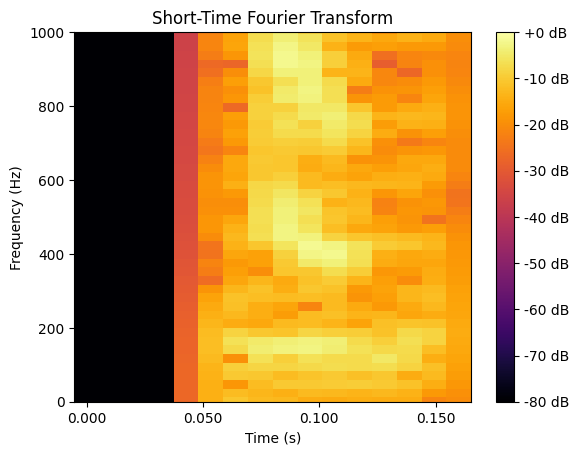 Short-Time Fourier Transform
Frequency (Hz)
1000
800
600
400
200
0
0.000
0.050
0.100
0.150
Time (s)
+0 dB
-10 dB
-20 dB
-30 dB
-40 dB
-50 dB
-60 dB
-70 dB
-80 dB